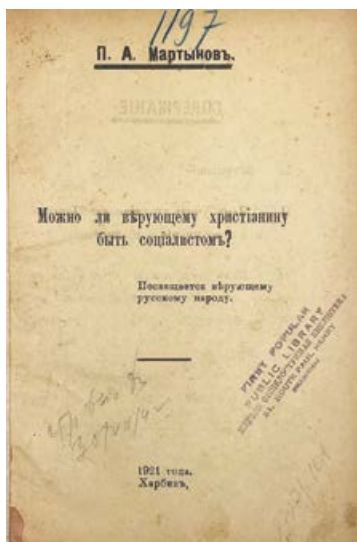 1197
П. А. Мартыновъ.
Можно ли вѣрующему христіанину
быть соціалистомъ?
Посвящается вѣрующему
русскому народу.
FIRST POPULAR
PUBLIC LIBRARY
1921 года.
Харбинъ,